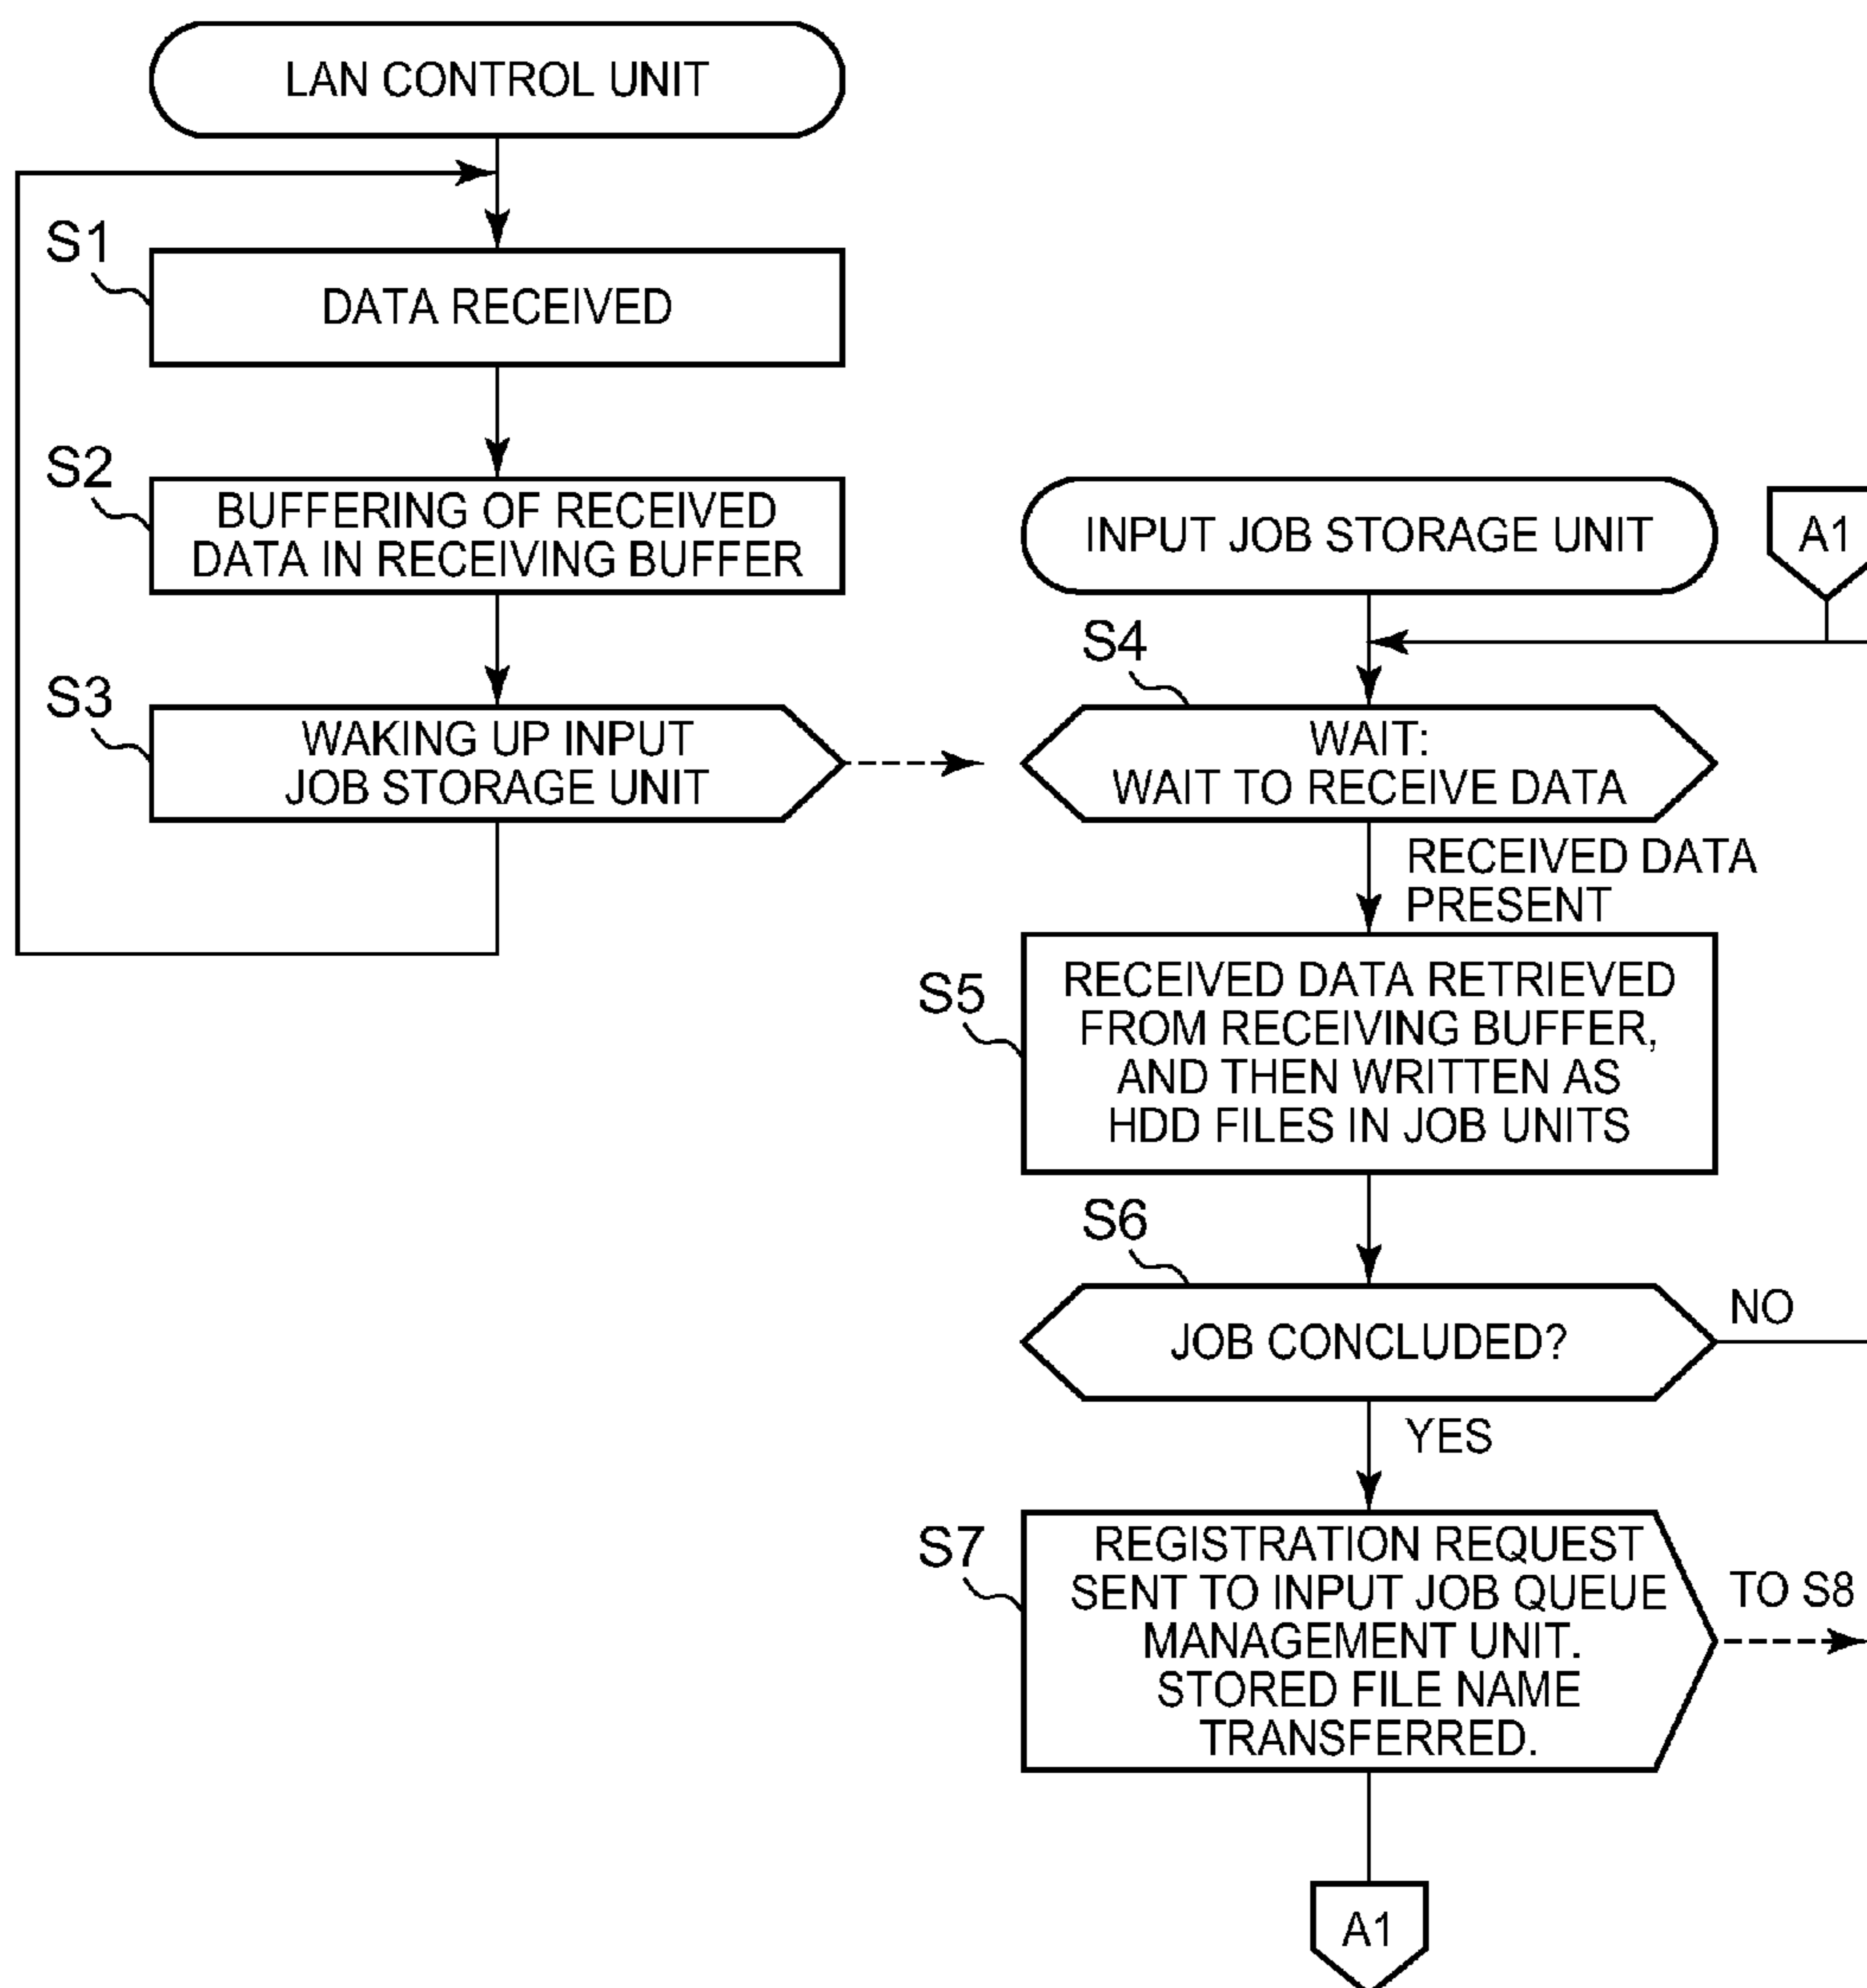 LAN CONTROL UNIT
S1
DATA RECEIVED
S2
BUFFERING OF RECEIVED
DATA IN RECEIVING BUFFER
S3
WAKING UP INPUT
JOB STORAGE UNIT
INPUT JOB STORAGE UNIT
A1
S4
WAIT:
WAIT TO RECEIVE DATA
RECEIVED DATA
PRESENT
S5
RECEIVED DATA RETRIEVED
FROM RECEIVING BUFFER,
AND THEN WRITTEN AS
HDD FILES IN JOB UNITS
S6
JOB CONCLUDED?
NO
YES
S7
REGISTRATION REQUEST
SENT TO INPUT JOB QUEUE
MANAGEMENT UNIT.
STORED FILE NAME
TRANSFERRED.
TO S8
A1